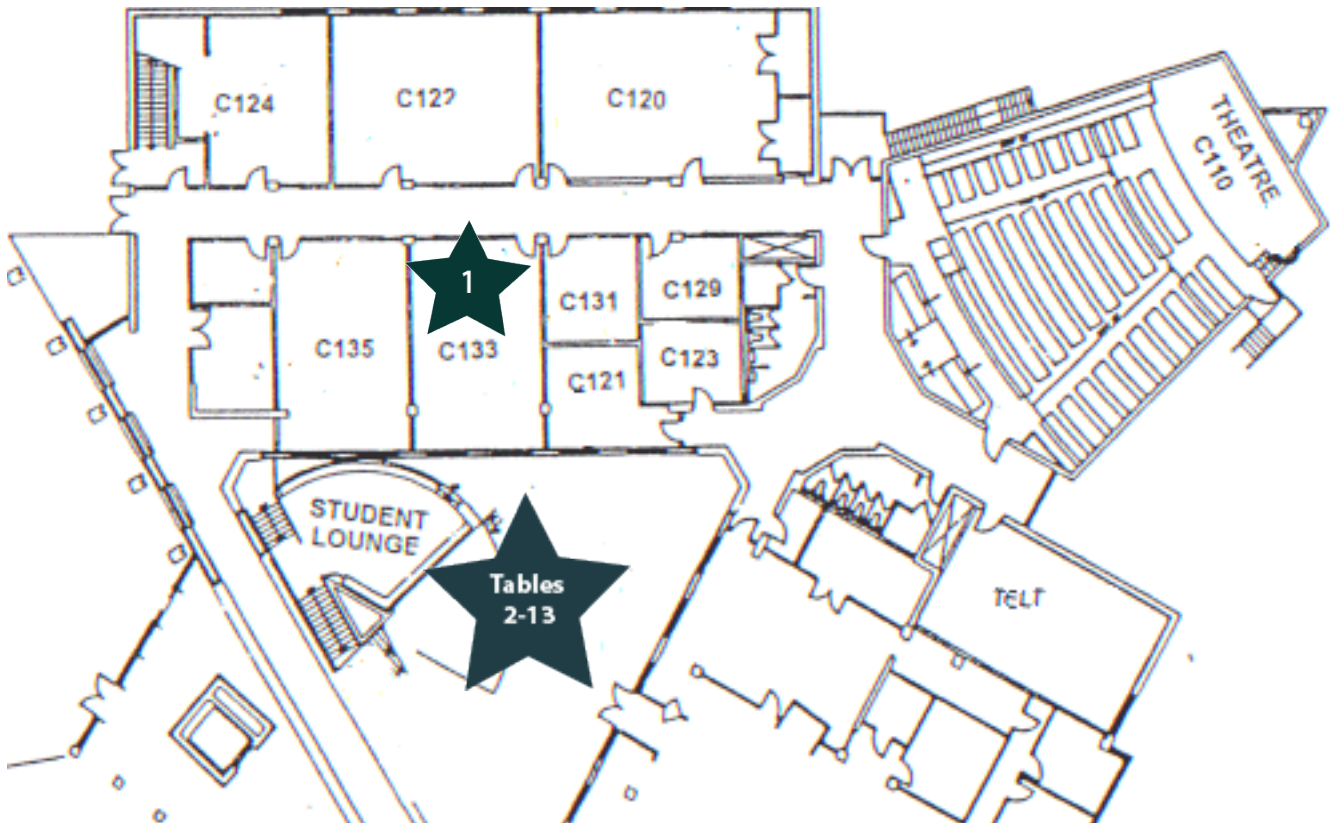 C124
C122
C120
THEATRE
C110
1
C131
C129
C135
C133
C123
C121
STUDENT
LOUNGE
Tables
2-13
TELT